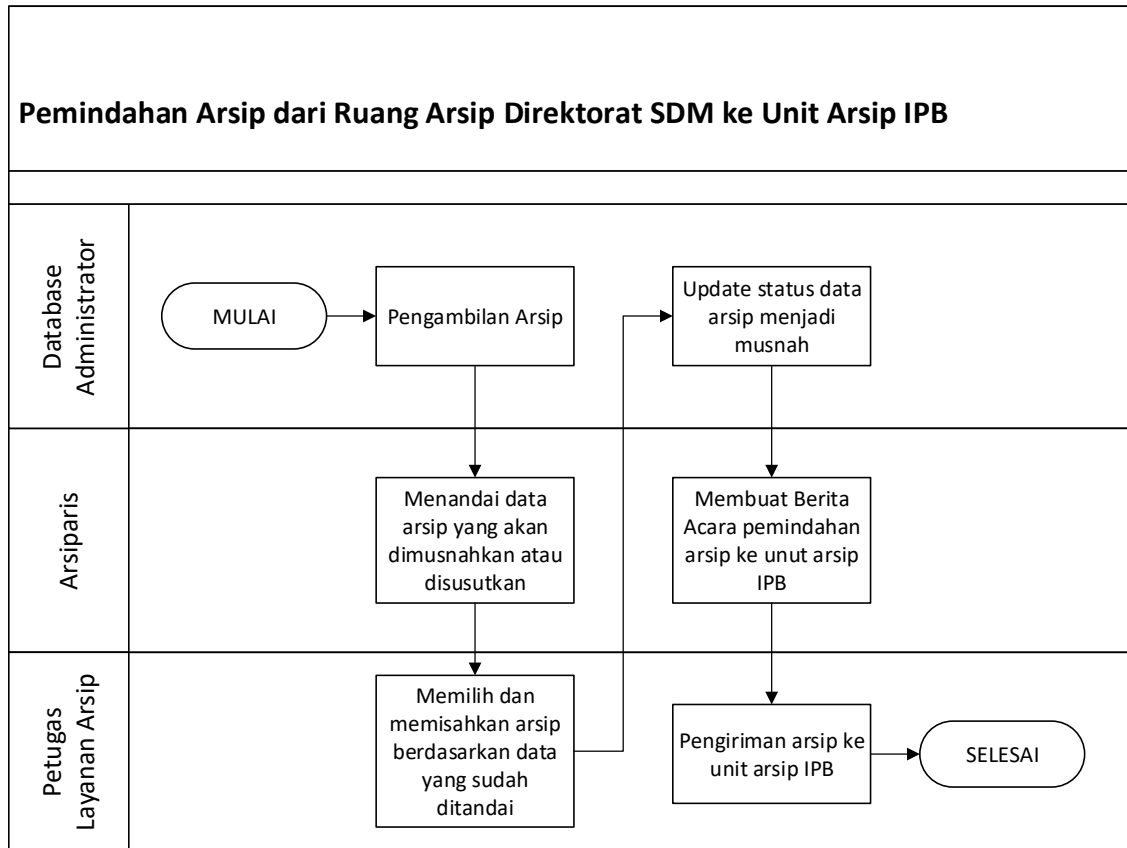 Pemindahan Arsip dari Ruang Arsip Direktorat SDM ke Unit Arsip IPB
Database
Administrator
MULAI
Pengambilan Arsip
Update status data
arsip menjadi
musnah
Arsiparis
Menandai data
arsip yang akan
dimusnahkan atau
disusutkan
Membuat Berita
Acara pemindahan
arsip ke unut arsip
IPB
Petugas
Layanan Arsip
Memilih dan
memisahkan arsip
berdasarkan data
yang sudah
ditandai
Pengiriman arsip ke
unit arsip IPB
SELESAI